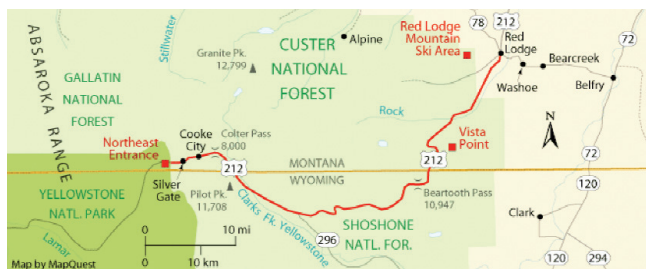 ABSAROKA RANGE
GALLATIN
NATIONAL
FOREST
Stillwater
Granite Pk.
12,799
CUSTER
NATIONAL
FOREST
Alpine
Red Lodge
Mountain
Ski Area
78
212
Red
Lodge
Bearcreek
Washoe
Belfry
72
Rock
Northeast
Entrance
Cooke
City
Colter Pass
8,000
Silver
Gate
212
Vista
Point
212
MONTANA
WYOMING
N
72
120
YELLOWSTONE
NATL. PARK
Pilot Pk.
11,708
Clarks Fk. Yellowstone
Beartooth Pass
10,947
296
SHOSHONE
NATL. FOR.
Clark
Lamar
0
10 mi
0
10 km
120
294
Map by MapQuest